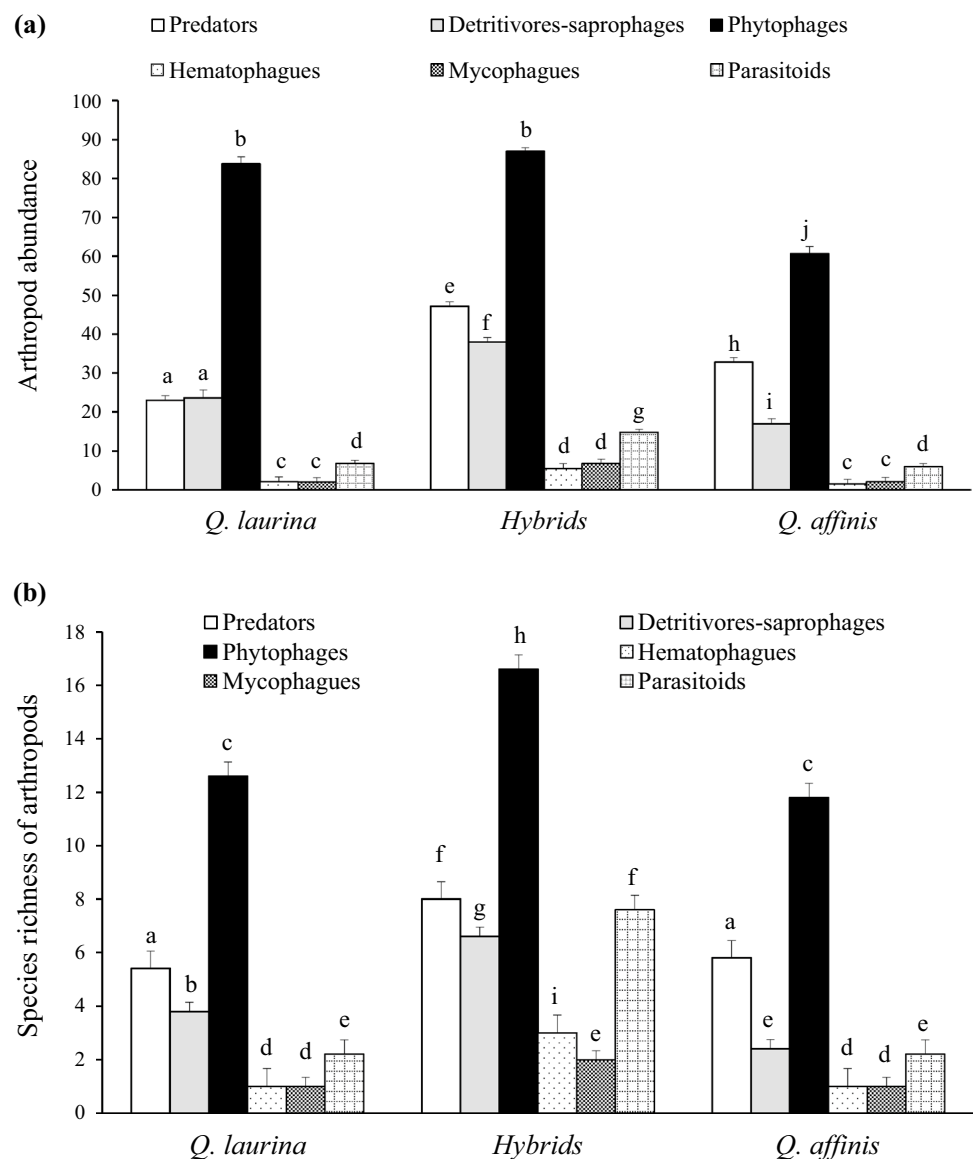 (a)
Predators Detritivores-saprophages Phytophages
Hematophagues Mycophagues Parasitoids
Arthropod abundance
100
90
80
70
60
50
40
30
20
10
0
a a b c c d
e f b d d g
h i j c c d
Q. laurina Hybrids Q. affinis
(b)
Predators Detritivores-saprophages
Phytophages Hematophagues
Mycophagues Parasitoids
Species richness of arthropods
18
16
14
12
10
8
6
4
2
0
a b c d d e
f g h i e f
a e c d d e
Q. laurina Hybrids Q. affinis